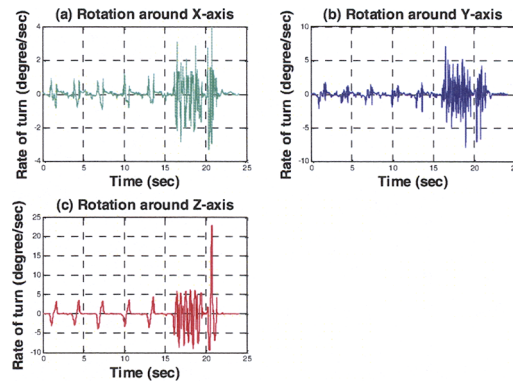 (a) Rotation around X-axis
Rate of turn (degree/sec)
4
2
0
-2
-4
0 5 10 15 20 25
Time (sec)
(b) Rotation around Y-axis
Rate of turn (degree/sec)
10
5
0
-5
-10
0 5 10 15 20 25
Time (sec)
(c) Rotation around Z-axis
Rate of turn (degree/sec)
25
20
15
10
5
0
-5
-10
0 5 10 15 20 25
Time (sec)